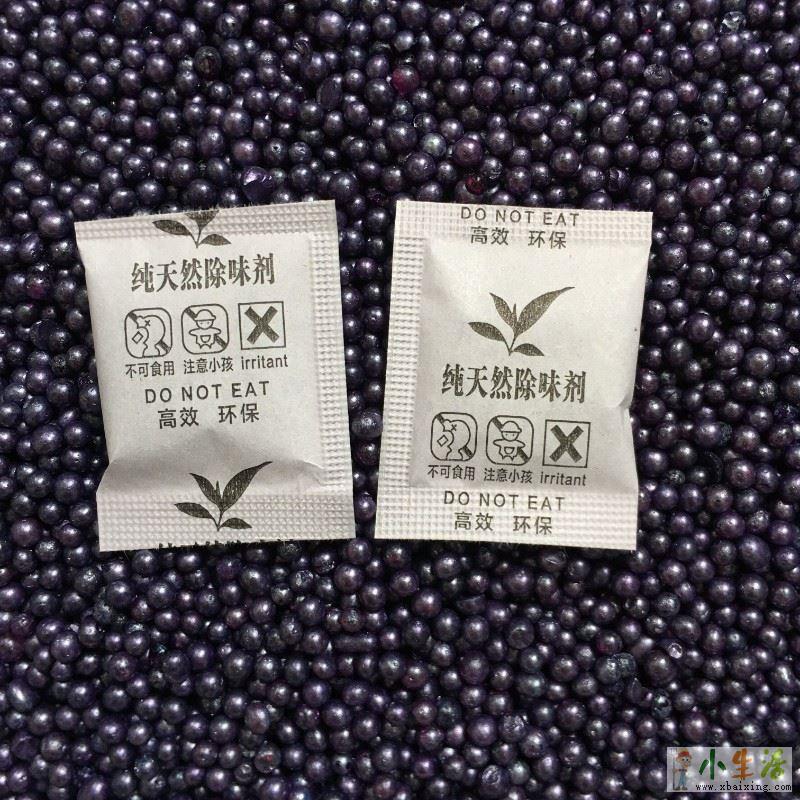 纯天然除味剂
不可食用 注意小孩 irritant
DO NOT EAT
高效 环保
DO NOT EAT
高效 环保
纯天然除味剂
不可食用 注意小孩 irritant
DO NOT EAT
高效 环保
小生活
www.xbaixing.com